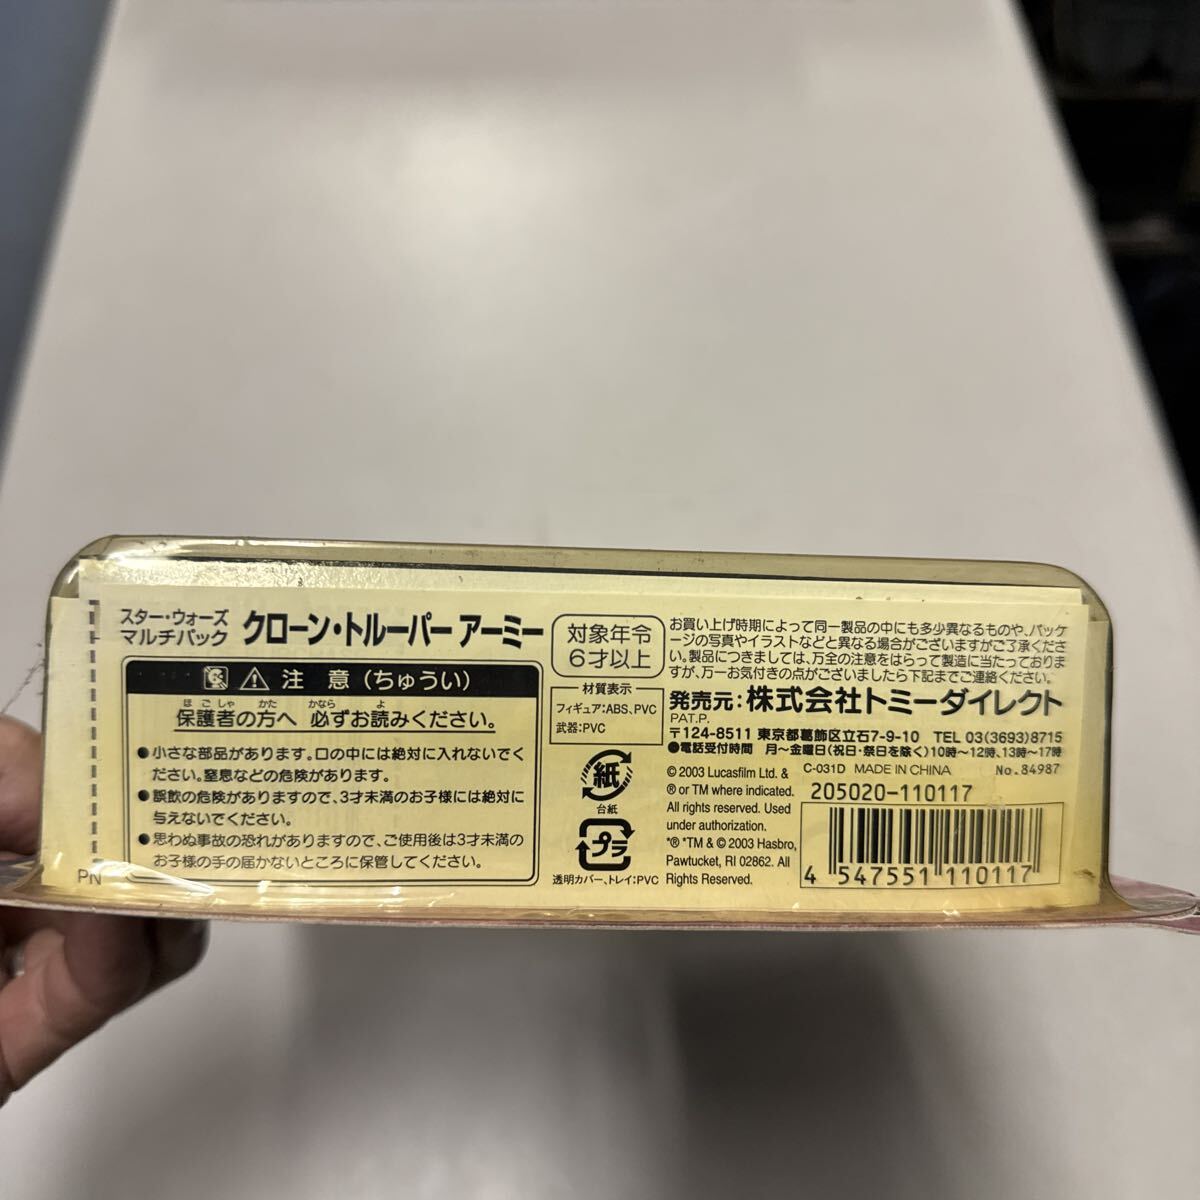 スター・ウォーズ
マルチパック
クローン・トルーパー アーミー
注 意(ちゅうい)
保護者の方へ 必ずお読みください。
ほごしゃ かた かなら よ
●小さな部品があります。口の中には絶対に入れないでく
ださい。窒息などの危険があります。
●誤飲の危険がありますので、3才未満のお子様には絶対に
与えないでください。
●思わぬ事故の恐れがありますので、ご使用後は3才未満の
お子様の手の届かないところに保管してください。
PN
対象年令
6才以上
材質表示
フィギュア:ABS、PVC
武器:PVC
紙
台紙
プラ
透明カバー、トレイ:PVC
お買い上げ時期によって同一製品の中にも多少異なるものや、パッケ
ージの写真やイラストなどと異なる場合がございますがご了承くださ
い。製品につきましては、万全の注意をはらって製造に当たっておりま
すが、万一お気付きの点がございましたら下記までご連絡ください。
発売元:株式会社トミーダイレクト
PAT.P.
〒124-8511 東京都葛飾区立石7-9-10 TEL 03(3693)8715
●電話受付時間 月〜金曜日(祝日・祭日を除く)10時〜12時、13時〜17時
© 2003 Lucasfilm Ltd. &
® or TM where indicated.
All rights reserved. Used
under authorization.
*® *TM & © 2003 Hasbro,
Pawtucket, RI 02862. All
Rights Reserved.
C-031D MADE IN CHINA No.84987
205020-110117
4 547551 110117